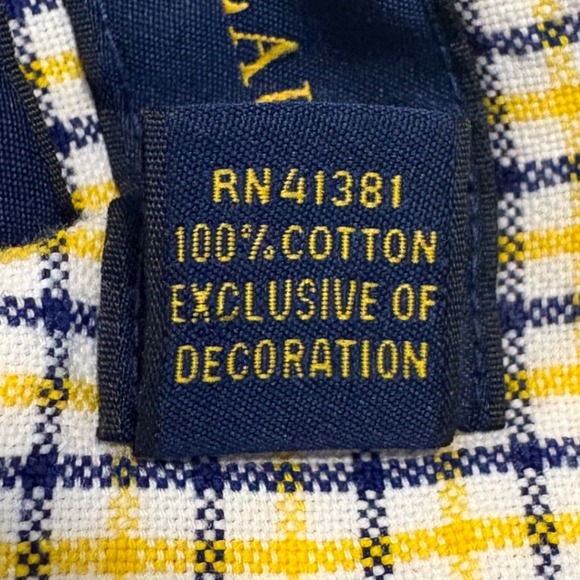 RN 41381
100% COTTON
EXCLUSIVE OF
DECORATION